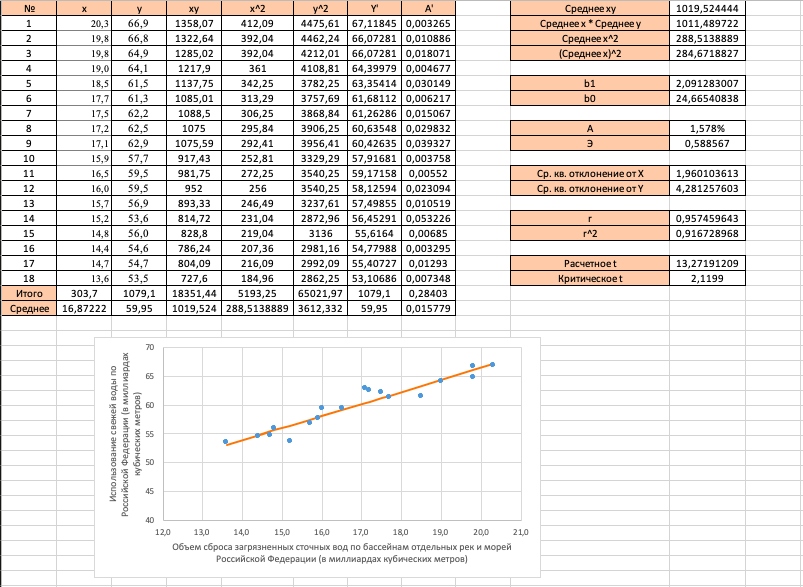 № x y xy x^2 y^2 Y' A'
1 20,3 66,9 1358,07 412,09 4475,61 67,11845 0,003265
2 19,8 66,8 1322,64 392,04 4462,24 66,07281 0,010886
3 19,8 64,9 1285,02 392,04 4212,01 66,07281 0,018071
4 19,0 64,1 1217,9 361 4108,81 64,39979 0,004677
5 18,5 61,5 1137,75 342,25 3782,25 63,35414 0,030149
6 17,7 61,3 1085,01 313,29 3757,69 61,68112 0,006217
7 17,5 62,2 1088,5 306,25 3868,84 61,26286 0,015067
8 17,2 62,5 1075 295,84 3906,25 60,63548 0,029832
9 17,1 62,9 1075,59 292,41 3956,41 60,42635 0,039327
10 15,9 57,7 917,43 252,81 3329,29 57,91681 0,003758
11 16,5 59,5 981,75 272,25 3540,25 59,17158 0,00552
12 16,0 59,5 952 256 3540,25 58,12594 0,023094
13 15,7 56,9 893,33 246,49 3237,61 57,49855 0,010519
14 15,2 53,6 814,72 231,04 2872,96 56,45291 0,053226
15 14,8 56,0 828,8 219,04 3136 55,6164 0,00685
16 14,4 54,6 786,24 207,36 2981,16 54,77988 0,003295
17 14,7 54,7 804,09 216,09 2992,09 55,40727 0,01293
18 13,6 53,5 727,6 184,96 2862,25 53,10686 0,007348
Итого 303,7 1079,1 18351,44 5193,25 65021,97 1079,1 0,28403
Среднее 16,87222 59,95 1019,524 288,5138889 3612,332 59,95 0,015779
Среднее xy 1019,524444
Среднее x * Среднее y 1011,489722
Среднее x^2 288,5138889
(Среднее x)^2 284,6718827
b1 2,091283007
b0 24,66540838
A 1,578%
Э 0,588567
Ср. кв. отклонение от X 1,960103613
Ср. кв. отклонение от Y 4,281257603
r 0,957459643
r^2 0,916728968
Расчетное t 13,27191209
Критическое t 2,1199
Использование свежей воды по
Российской Федерации (в миллиардах
кубических метров)
70
65
60
55
50
45
40
12,0 13,0 14,0 15,0 16,0 17,0 18,0 19,0 20,0 21,0
Объем сброса загрязненных сточных вод по бассейнам отдельных рек и морей
Российской Федерации (в миллиардах кубических метров)